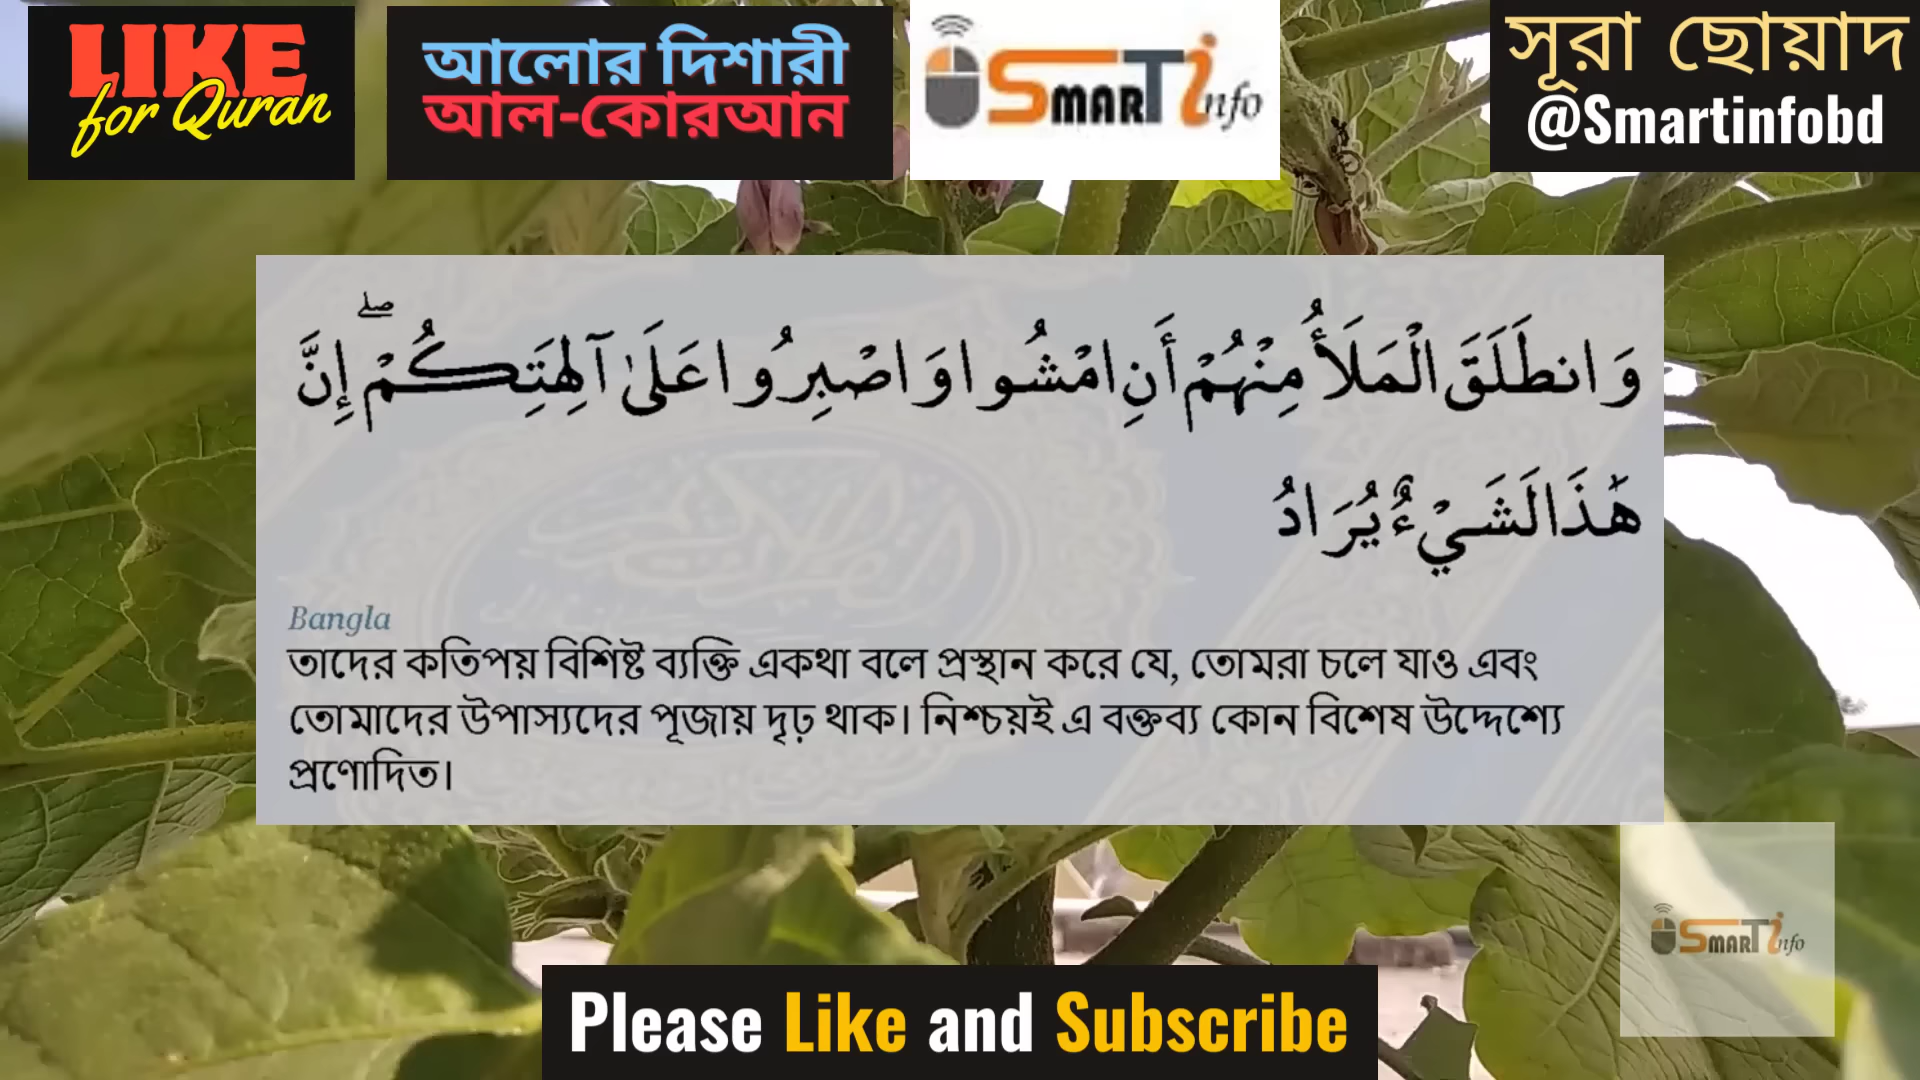 LIKE
for Quran
আলোর দিশারী
আল-কোরআন
SMARTInfo
সূরা ছোয়াদ
@Smartinfobd
وَانطَلَقَ الْمَلَأُ مِنْهُمْ أَنِ امْشُوا وَاصْبِرُوا عَلَىٰ آلِهَتِكُمْ ۖ إِنَّ
هَٰذَا لَشَيْءٌ يُرَادُ
Bangla
তাদের কতিপয় বিশিষ্ট ব্যক্তি একথা বলে প্রস্থান করে যে, তোমরা চলে যাও এবং
তোমাদের উপাস্যদের পূজায় দৃঢ় থাক। নিশ্চয়ই এ বক্তব্য কোন বিশেষ উদ্দেশ্যে
প্রণোদিত।
SMARTInfo
Please Like and Subscribe